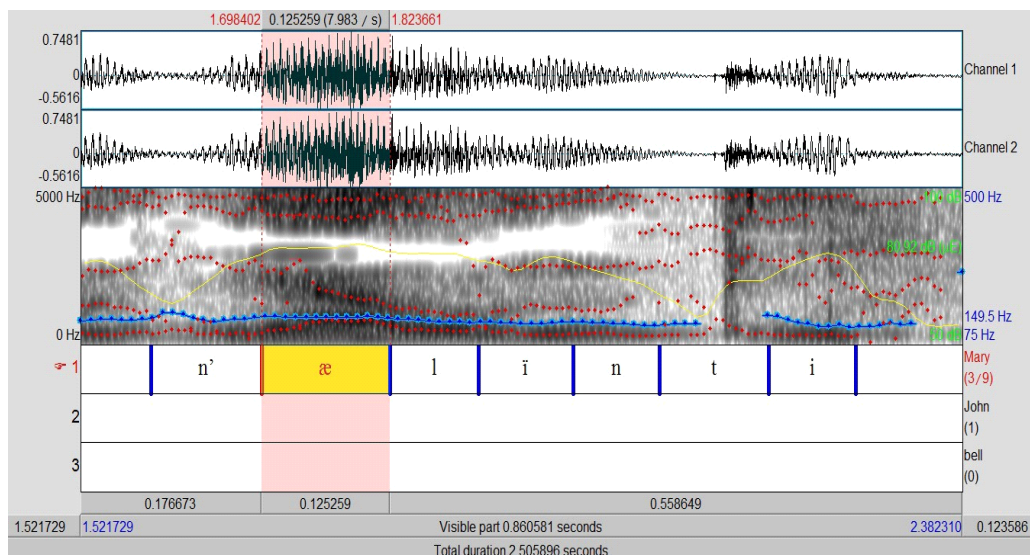 1.698402 0.125259 (7.983 / s) 1.823661
0.7481
0
-0.5616
Channel 1
0.7481
0
-0.5616
Channel 2
5000 Hz
500 Hz
149.5 Hz
0 Hz
75 Hz
1 n’ æ l ï n t i Mary
(3/9)
2 John
(1)
3 bell
(0)
0.176673 0.125259 0.558649
1.521729 1.521729 Visible part 0.860581 seconds 2.382310 0.123586
Total duration 2.505896 seconds